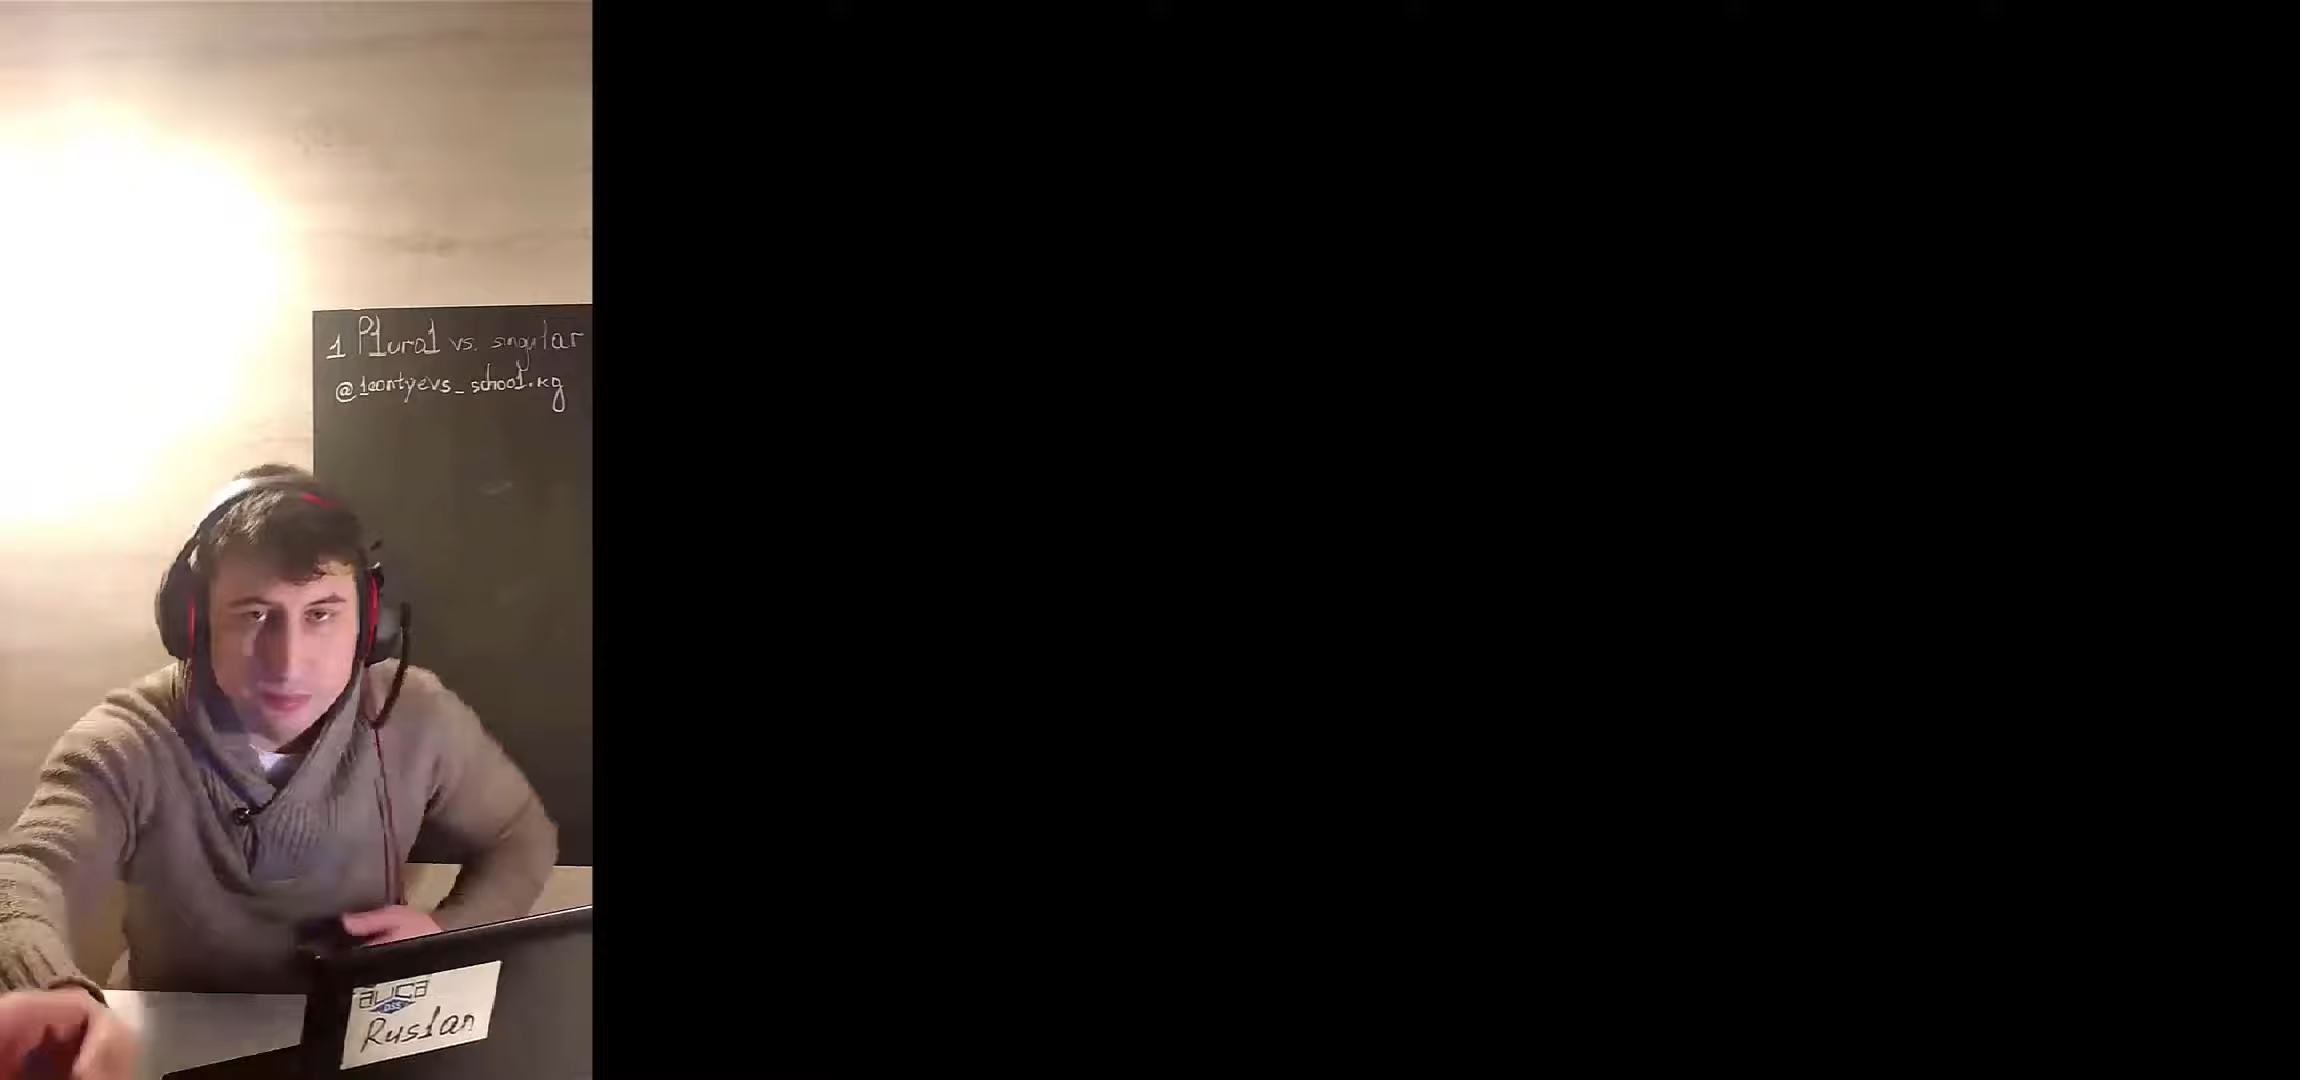 1 Plural vs. singular
@leontyevs_school.kg
auca
Ruslan